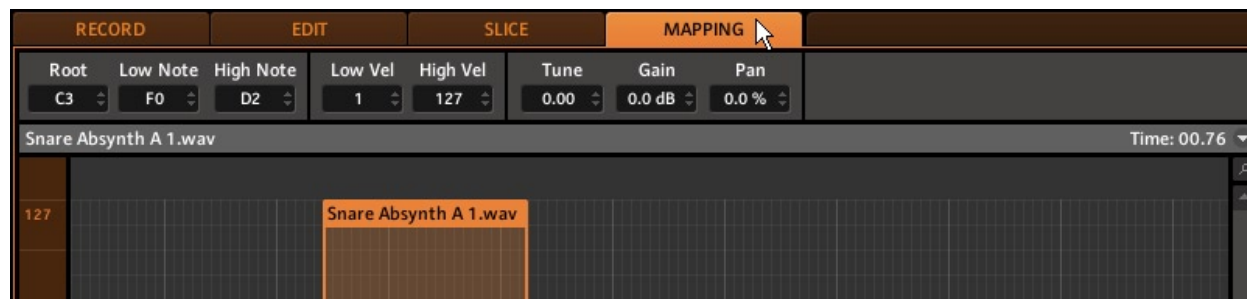 RECORD EDIT SLICE MAPPING
Root Low Note High Note Low Vel High Vel Tune Gain Pan
C3 F0 D2 1 127 0.00 0.0 dB 0.0 %
Snare Absynth A 1.wav Time: 00.76
127 Snare Absynth A 1.wav